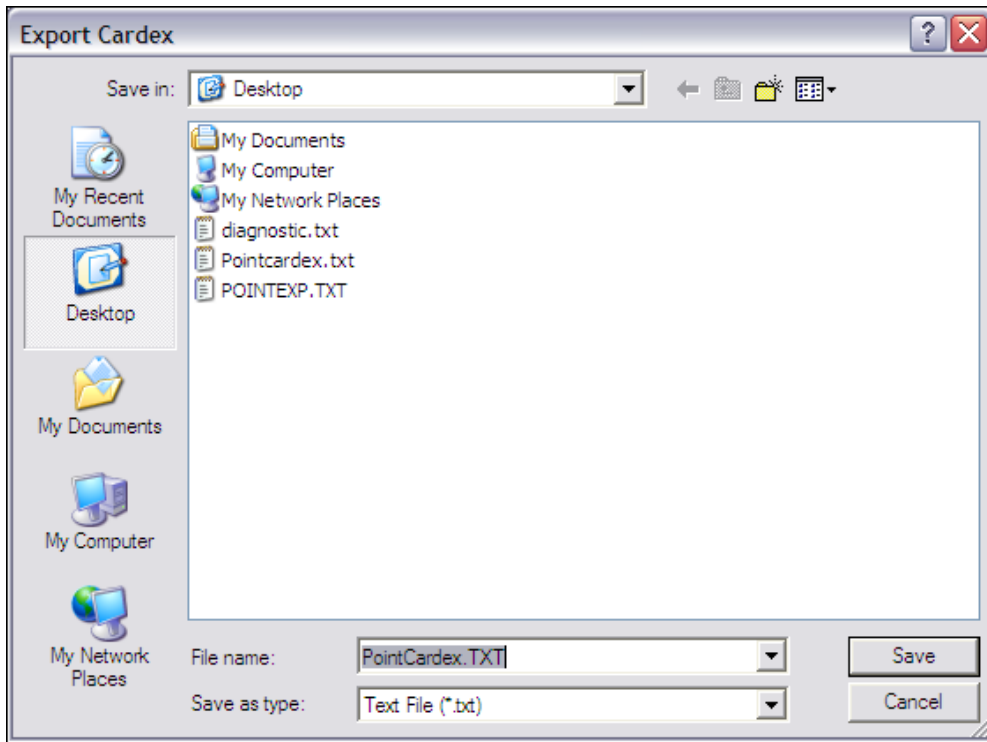 Export Cardex
Save in: Desktop
My Recent
Documents
Desktop
My Documents
My Computer
My Network
Places
My Documents
My Computer
My Network Places
diagnostic.txt
Pointcardex.txt
POINTEXP.TXT
File name: PointCardex.TXT Save
Save as type: Text File (*.txt) Cancel